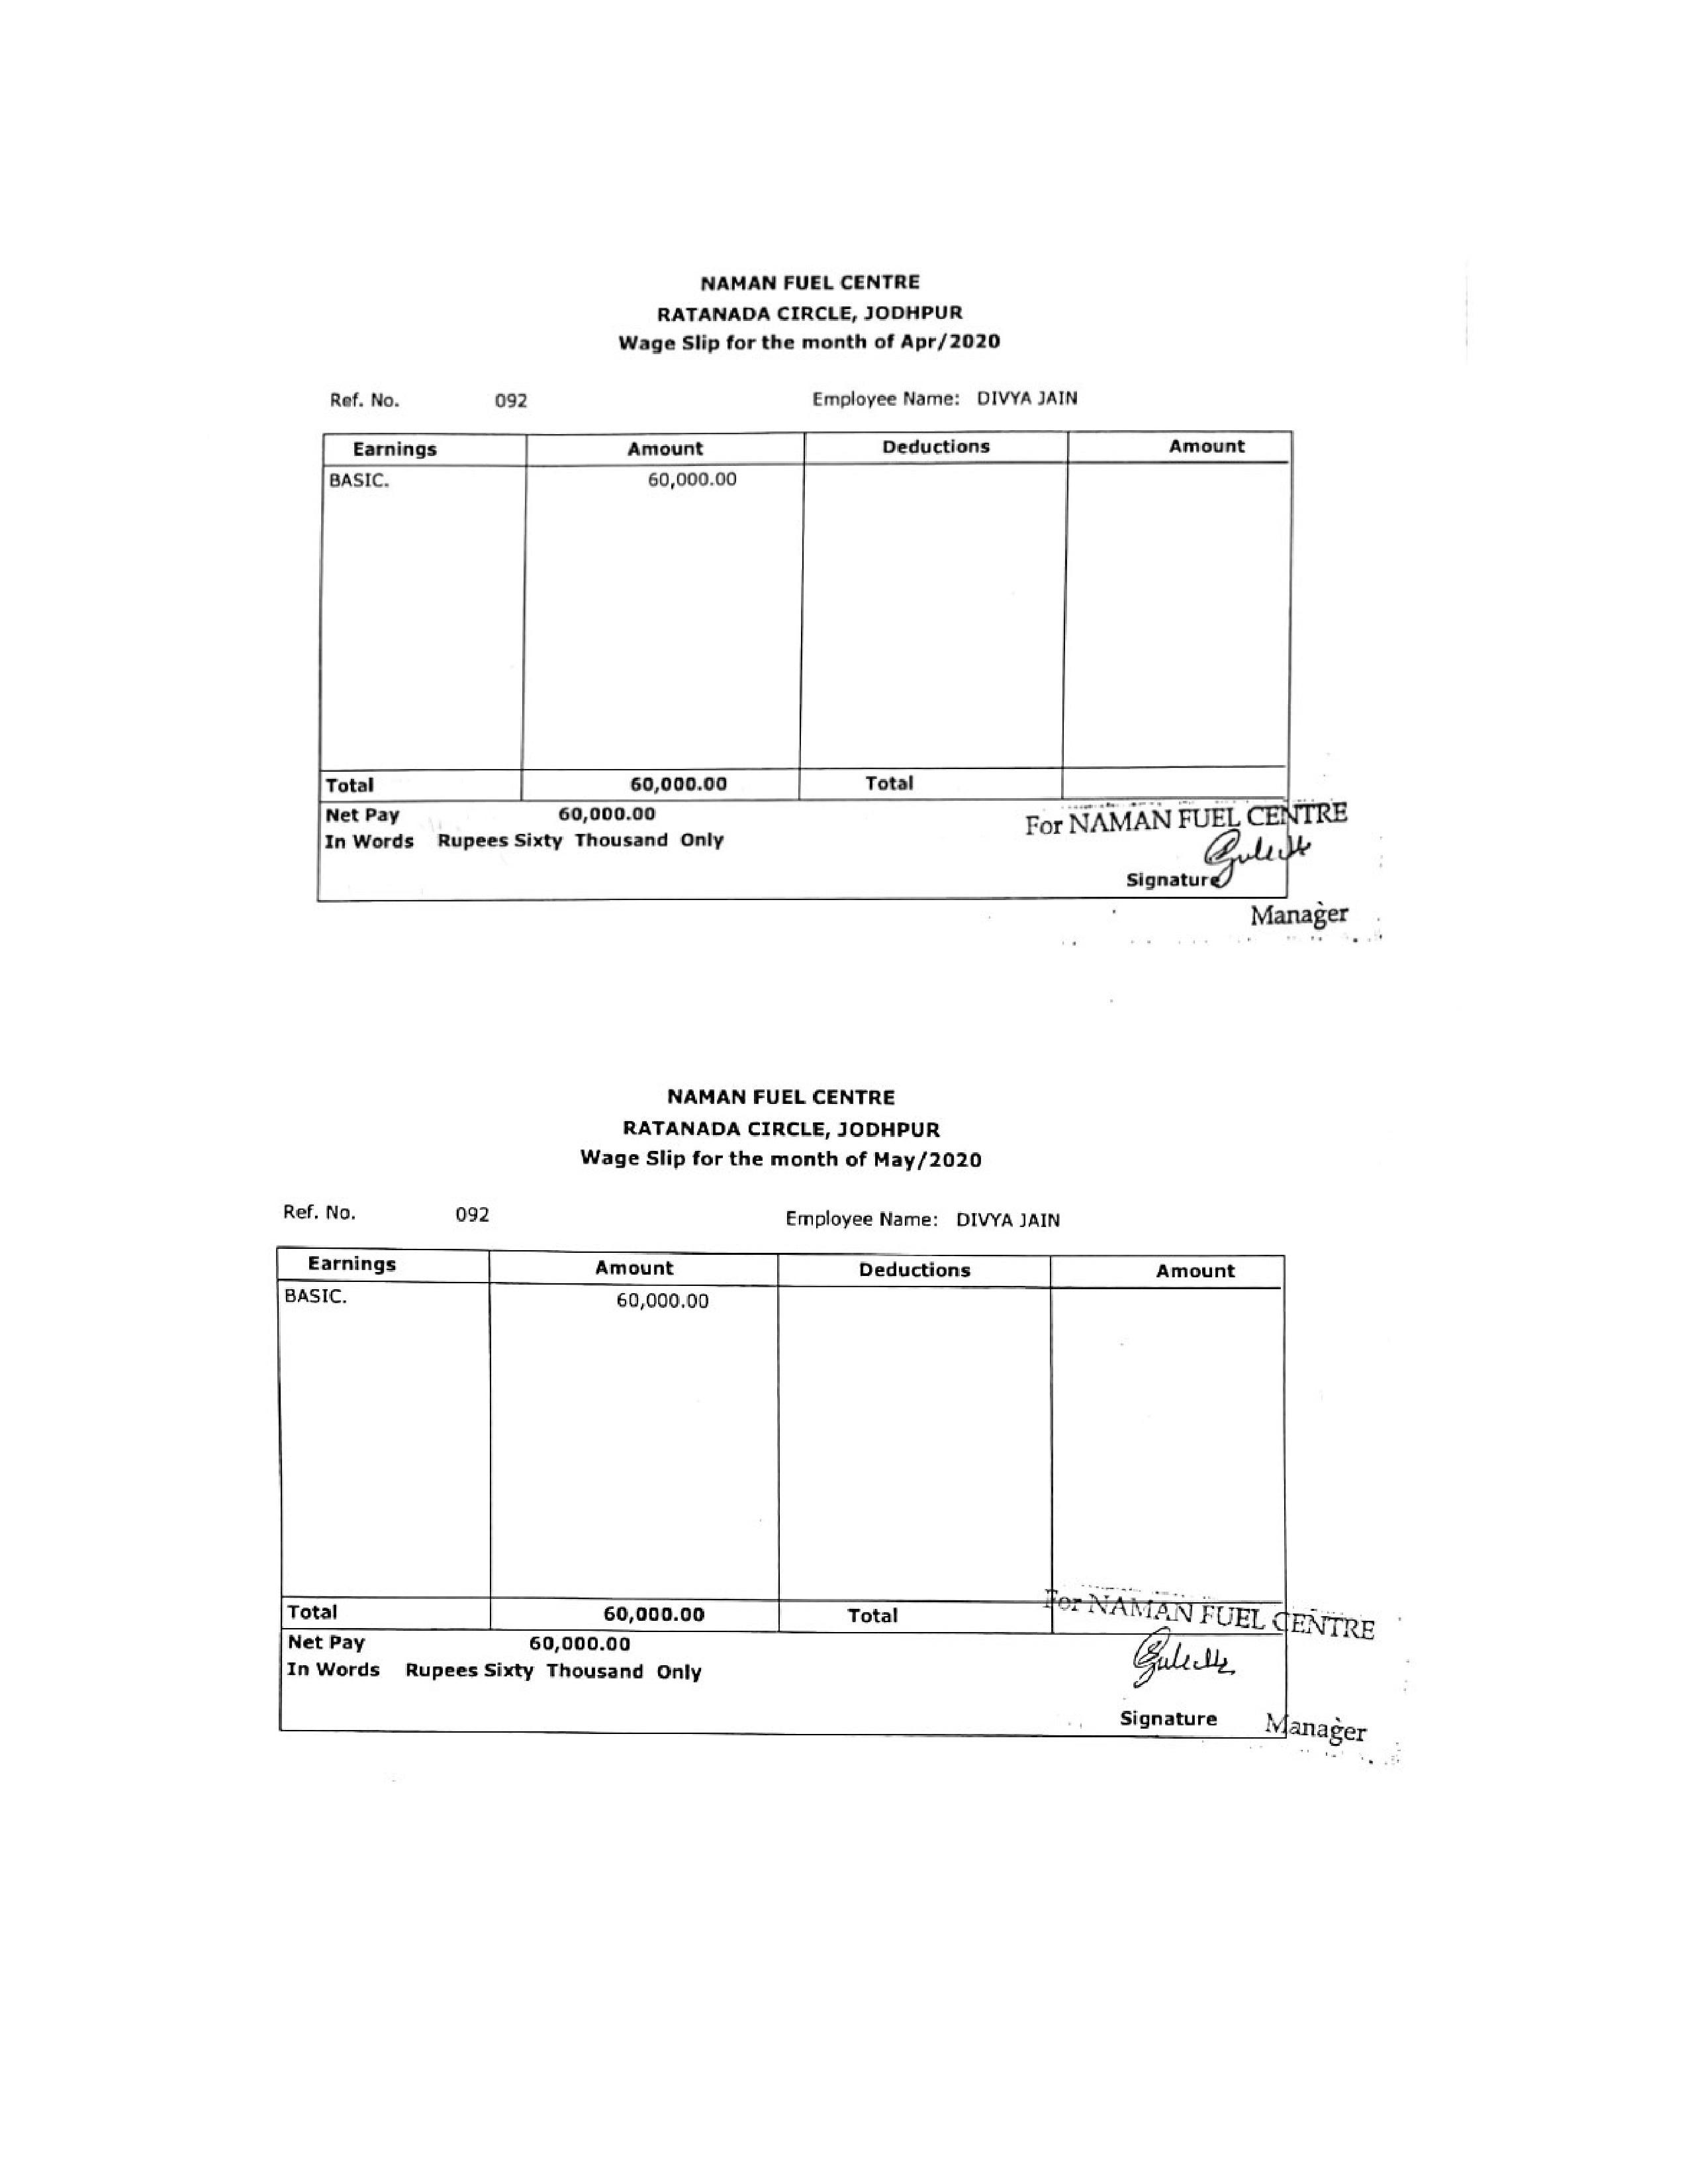 NAMAN FUEL CENTRE
RATANADA CIRCLE, JODHPUR
Wage Slip for the month of Apr/2020
Ref. No. 092 Employee Name: DIVYA JAIN
Earnings Amount Deductions Amount
BASIC. 60,000.00
Total 60,000.00 Total
Net Pay 60,000.00
For NAMAN FUEL CENTRE
In Words Rupees Sixty Thousand Only
Signature
Manager
NAMAN FUEL CENTRE
RATANADA CIRCLE, JODHPUR
Wage Slip for the month of May/2020
Ref. No. 092 Employee Name: DIVYA JAIN
Earnings Amount Deductions Amount
BASIC. 60,000.00
Total 60,000.00 Total
For NAMAN FUEL CENTRE
Net Pay 60,000.00
In Words Rupees Sixty Thousand Only
Signature Manager